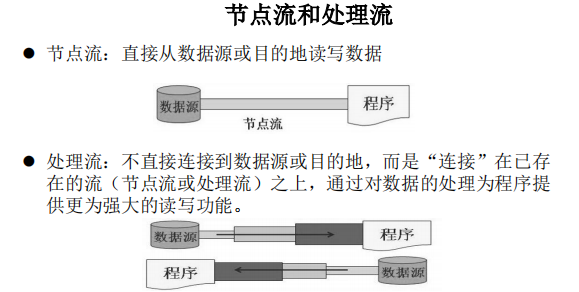 节点流和处理流
● 节点流：直接从数据源或目的地读写数据
数据源 程序
节点流
● 处理流：不直接连接到数据源或目的地，而是“连接”在已存
在的流（节点流或处理流）之上，通过对数据的处理为程序提
供更为强大的读写功能。
数据源 程序
程序 数据源